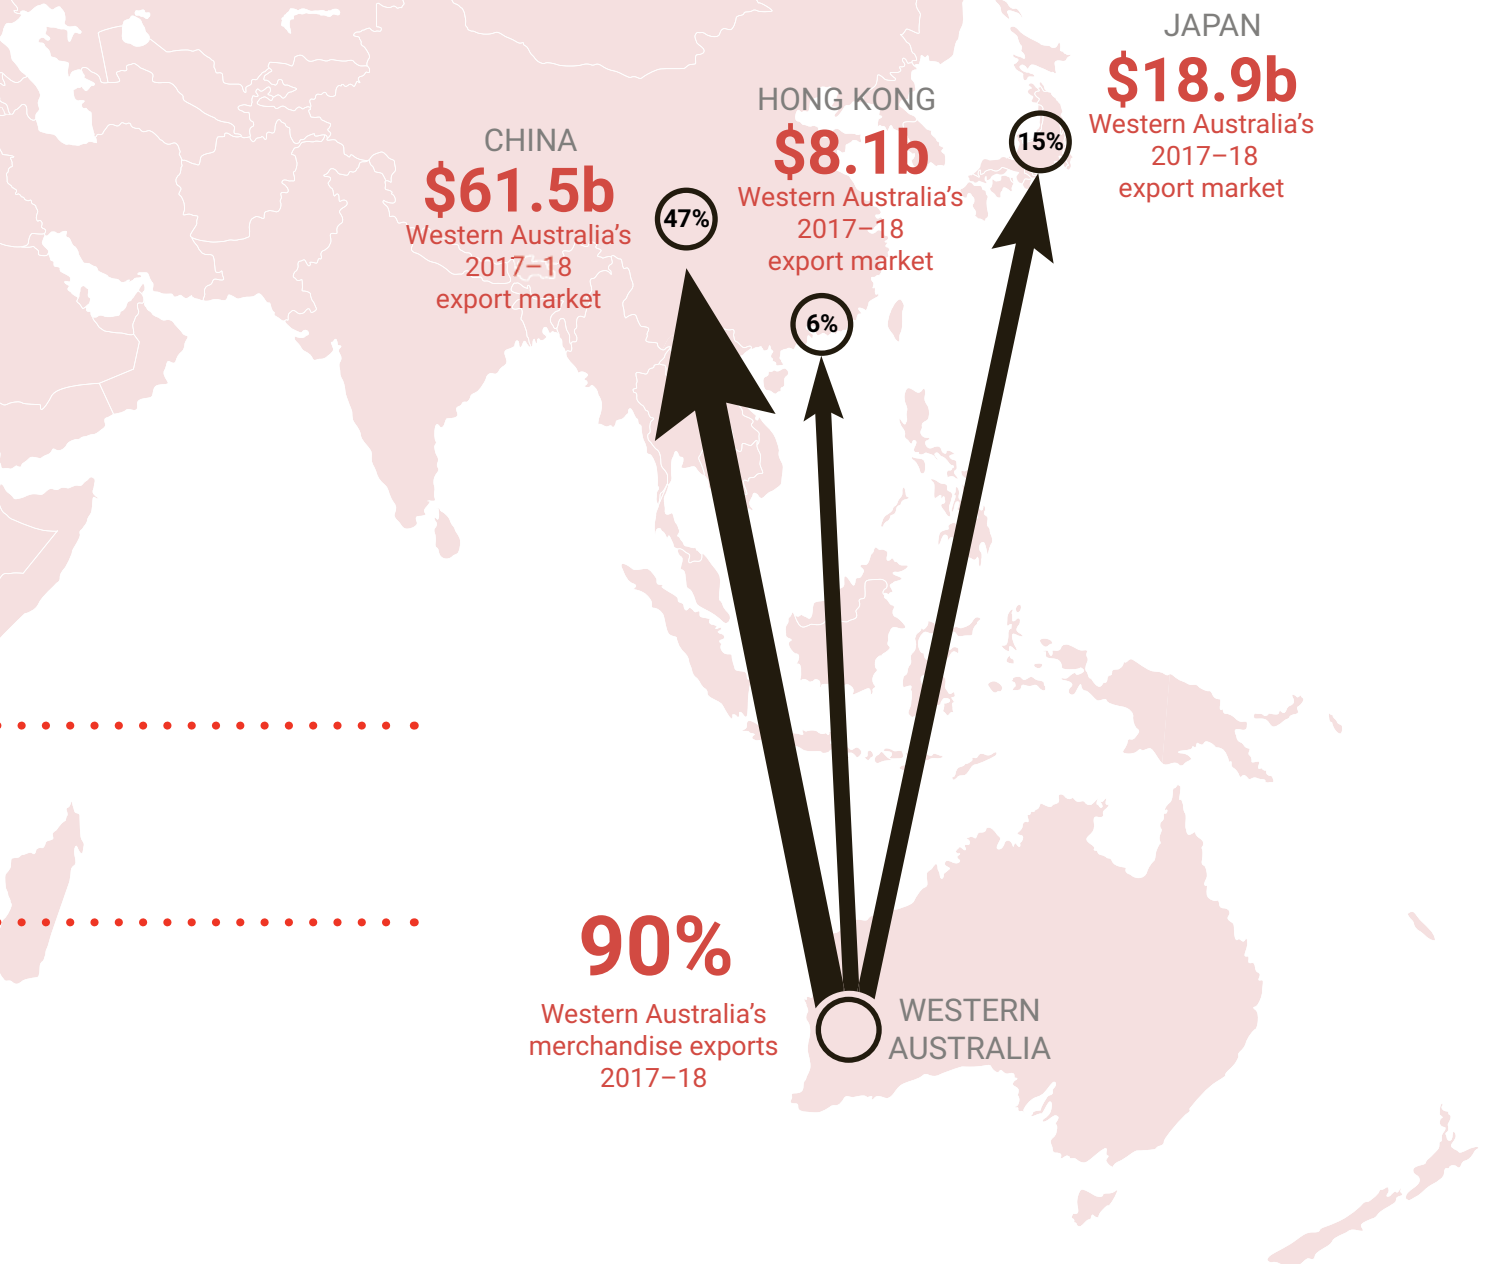 JAPAN
$18.9b
Western Australia’s
2017–18
export market
15%
HONG KONG
$8.1b
Western Australia’s
2017–18
export market
6%
CHINA
$61.5b
Western Australia’s
2017–18
export market
47%
90%
Western Australia’s
merchandise exports
2017–18
WESTERN
AUSTRALIA